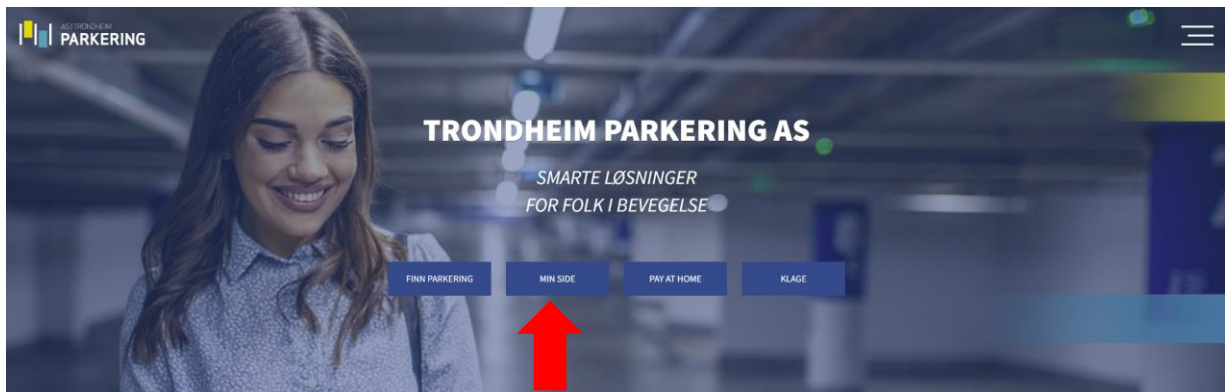 AS | TRONDHEIM
PARKERING
TRONDHEIM PARKERING AS
SMARTE LØSNINGER
FOR FOLK I BEVEGELSE
FINN PARKERING
MIN SIDE
PAY AT HOME
KLAGE